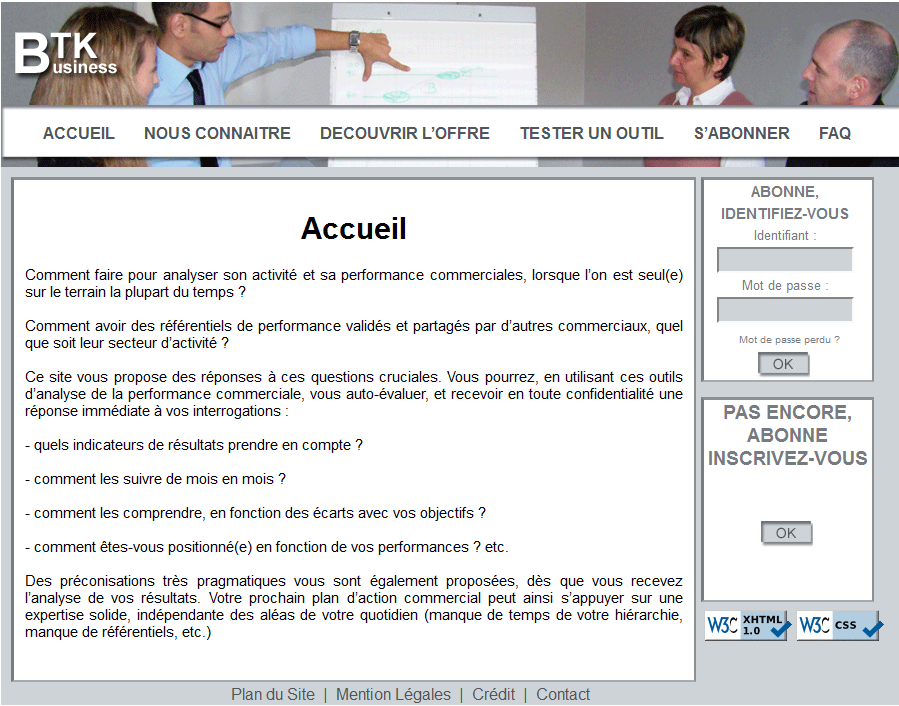 BTK
usiness
ACCUEIL NOUS CONNAITRE DECOUVRIR L’OFFRE TESTER UN OUTIL S’ABONNER FAQ
Accueil
Comment faire pour analyser son activité et sa performance commerciales, lorsque l’on est seul(e)
sur le terrain la plupart du temps ?
Comment avoir des référentiels de performance validés et partagés par d’autres commerciaux, quel
que soit leur secteur d’activité ?
Ce site vous propose des réponses à ces questions cruciales. Vous pourrez, en utilisant ces outils
d’analyse de la performance commerciale, vous auto-évaluer, et recevoir en toute confidentialité une
réponse immédiate à vos interrogations :
- quels indicateurs de résultats prendre en compte ?
- comment les suivre de mois en mois ?
- comment les comprendre, en fonction des écarts avec vos objectifs ?
- comment êtes-vous positionné(e) en fonction de vos performances ? etc.
Des préconisations très pragmatiques vous sont également proposées, dès que vous recevez
l’analyse de vos résultats. Votre prochain plan d’action commercial peut ainsi s’appuyer sur une
expertise solide, indépendante des aléas de votre quotidien (manque de temps de votre hiérarchie,
manque de référentiels, etc.)
ABONNE,
IDENTIFIEZ-VOUS
Identifiant :
Mot de passe :
Mot de passe perdu ?
OK
PAS ENCORE,
ABONNE
INSCRIVEZ-VOUS
OK
W3C XHTML 1.0
W3C CSS
Plan du Site | Mention Légales | Crédit | Contact